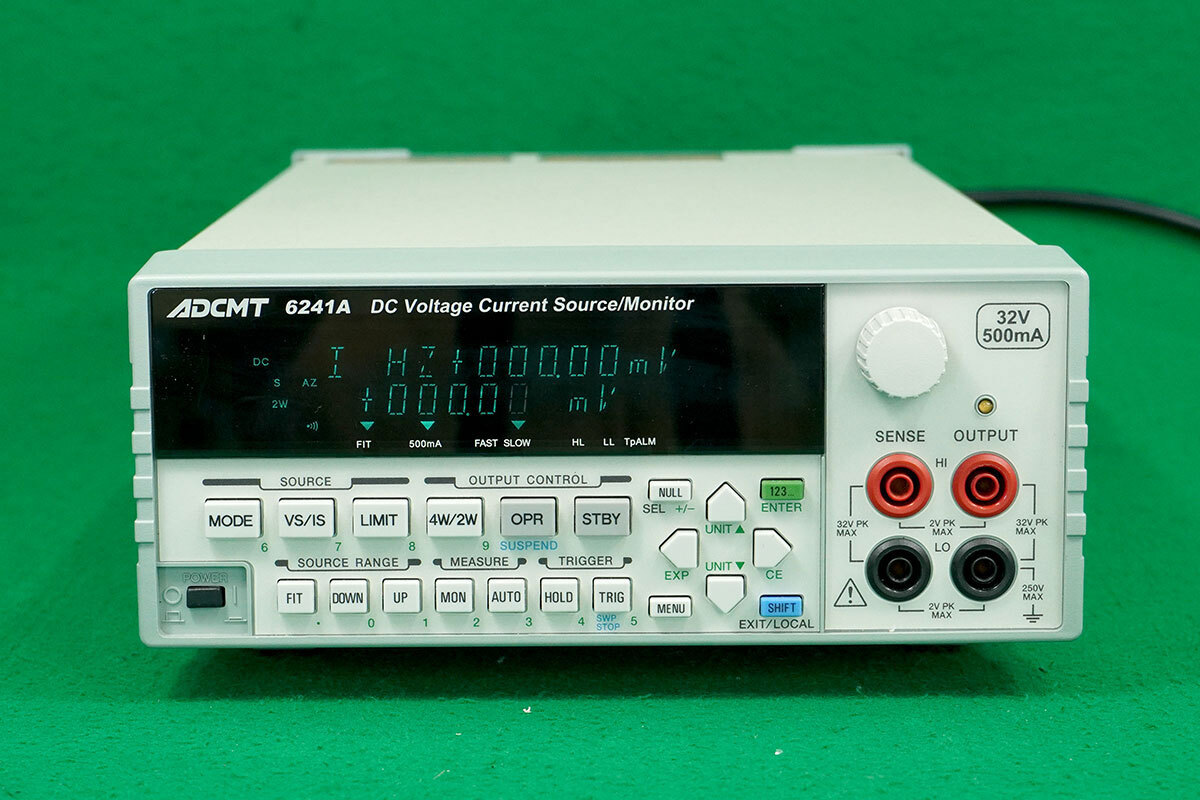 ADCMT 6241A DC Voltage Current Source/Monitor
DC I HZ+000.00mV
S AZ
2W +000.00 mV
FIT 500mA FAST SLOW HL LL TpALM
32V
500mA
SENSE OUTPUT
HI
32V PK
MAX
2V PK
MAX
32V PK
MAX
LO
2V PK
MAX
250V
MAX
SOURCE OUTPUT CONTROL
MODE VS/IS LIMIT 4W/2W OPR STBY
6 7 8 9 SUSPEND
NULL
SEL +/-
123...
ENTER
UNIT▲
EXP
CE
UNIT▼
MENU
SHIFT
EXIT/LOCAL
POWER
SOURCE RANGE MEASURE TRIGGER
FIT DOWN UP MON AUTO HOLD TRIG
. 0 1 2 3 4 SWP
STOP 5